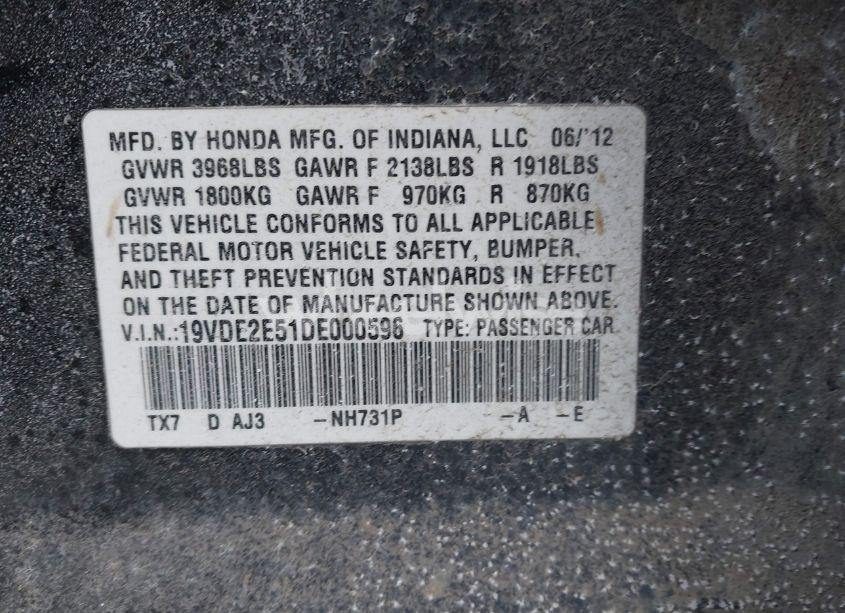 MFD. BY HONDA MFG. OF INDIANA, LLC 06/'12
GVWR 3968LBS GAWR F 2138LBS R 1918LBS
GVWR 1800KG GAWR F 970KG R 870KG
THIS VEHICLE CONFORMS TO ALL APPLICABLE
FEDERAL MOTOR VEHICLE SAFETY, BUMPER,
AND THEFT PREVENTION STANDARDS IN EFFECT
ON THE DATE OF MANUFACTURE SHOWN ABOVE.
V.I.N.:19VDE2E51DE000596 TYPE: PASSENGER CAR
TX7 D AJ3 -NH731P -A -E